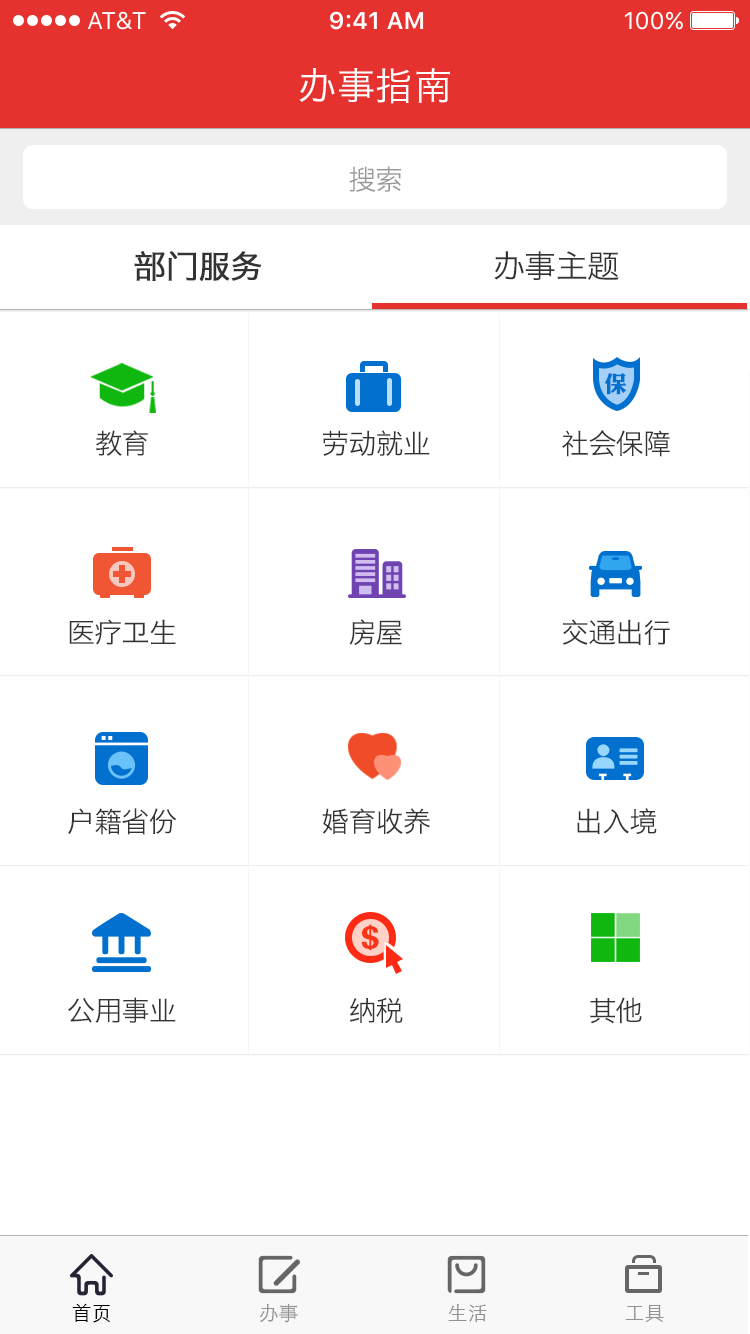 AT&T 9:41 AM 100%
办事指南
搜索
部门服务 办事主题
保
教育 劳动就业 社会保障
医疗卫生 房屋 交通出行
户籍省份 婚育收养 出入境
$
公用事业 纳税 其他
首页 办事 生活 工具